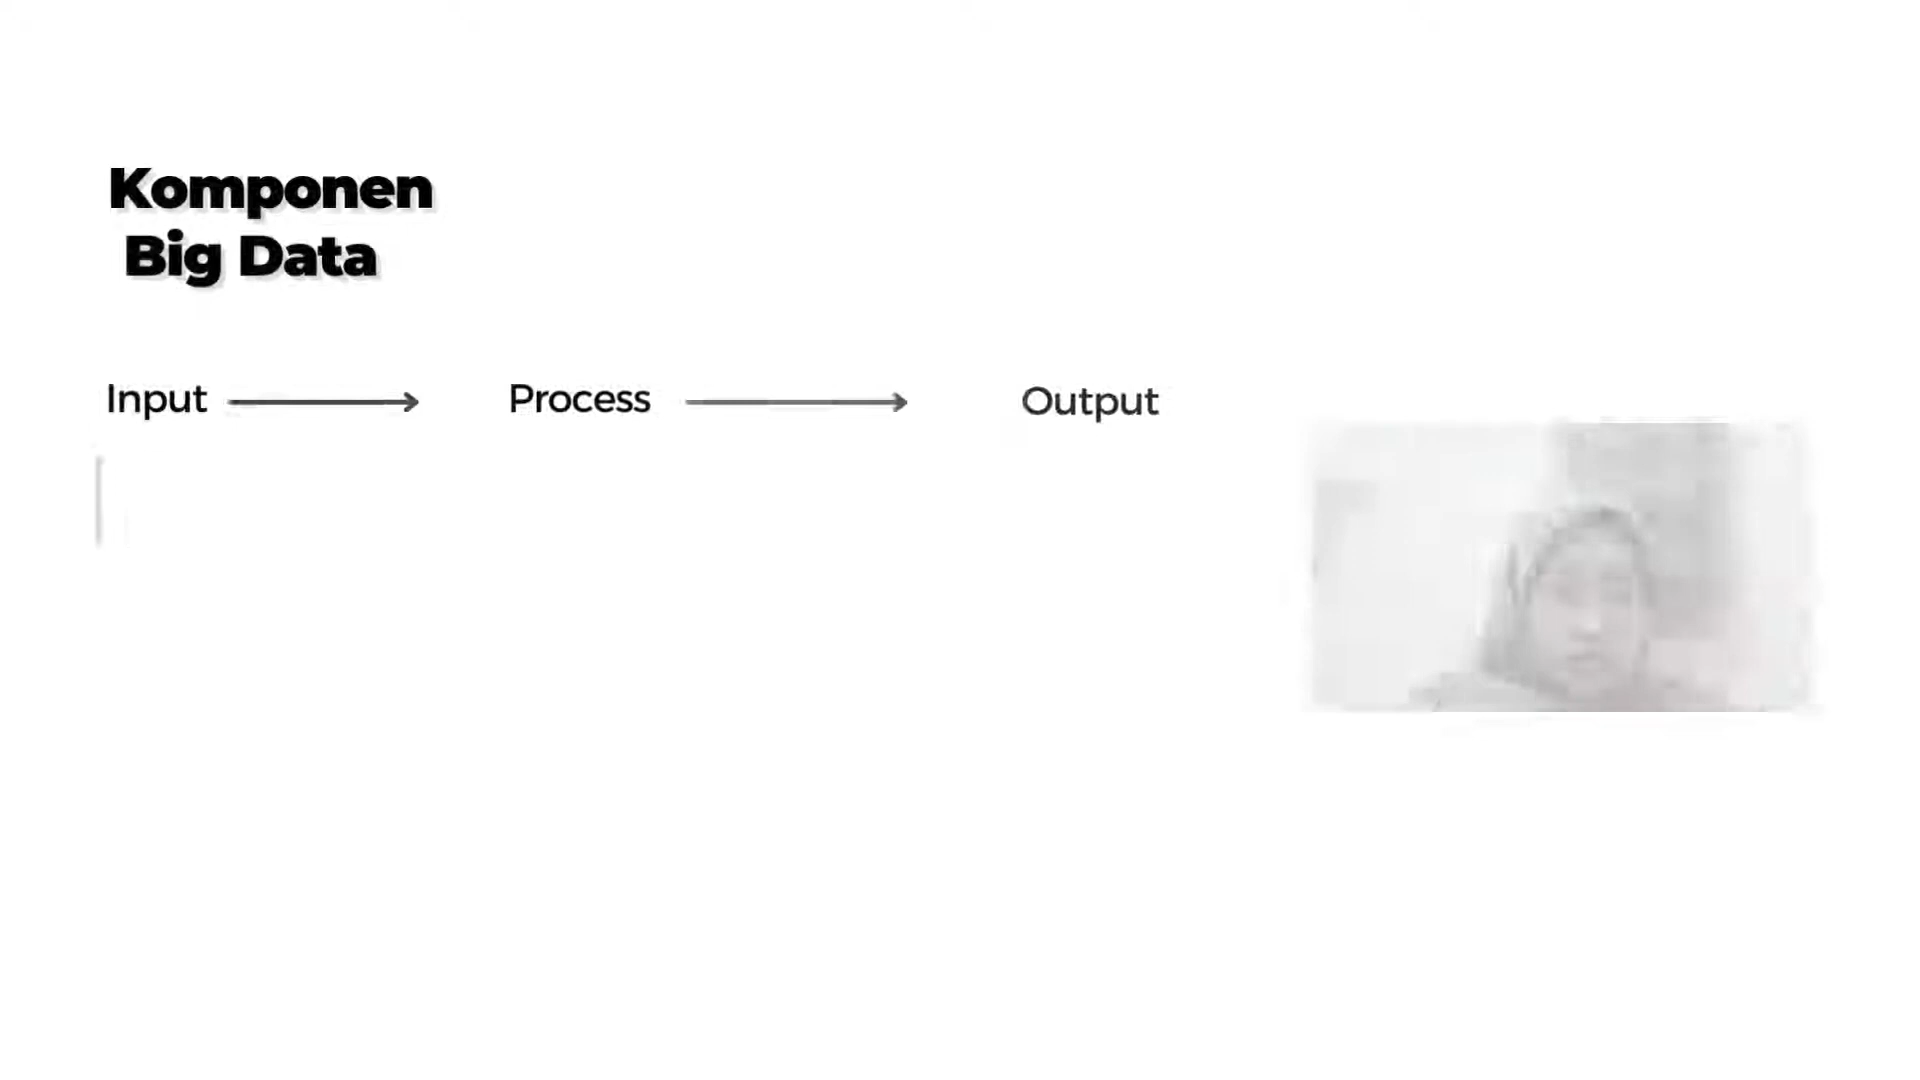 Komponen
Big Data
Input
Process
Output